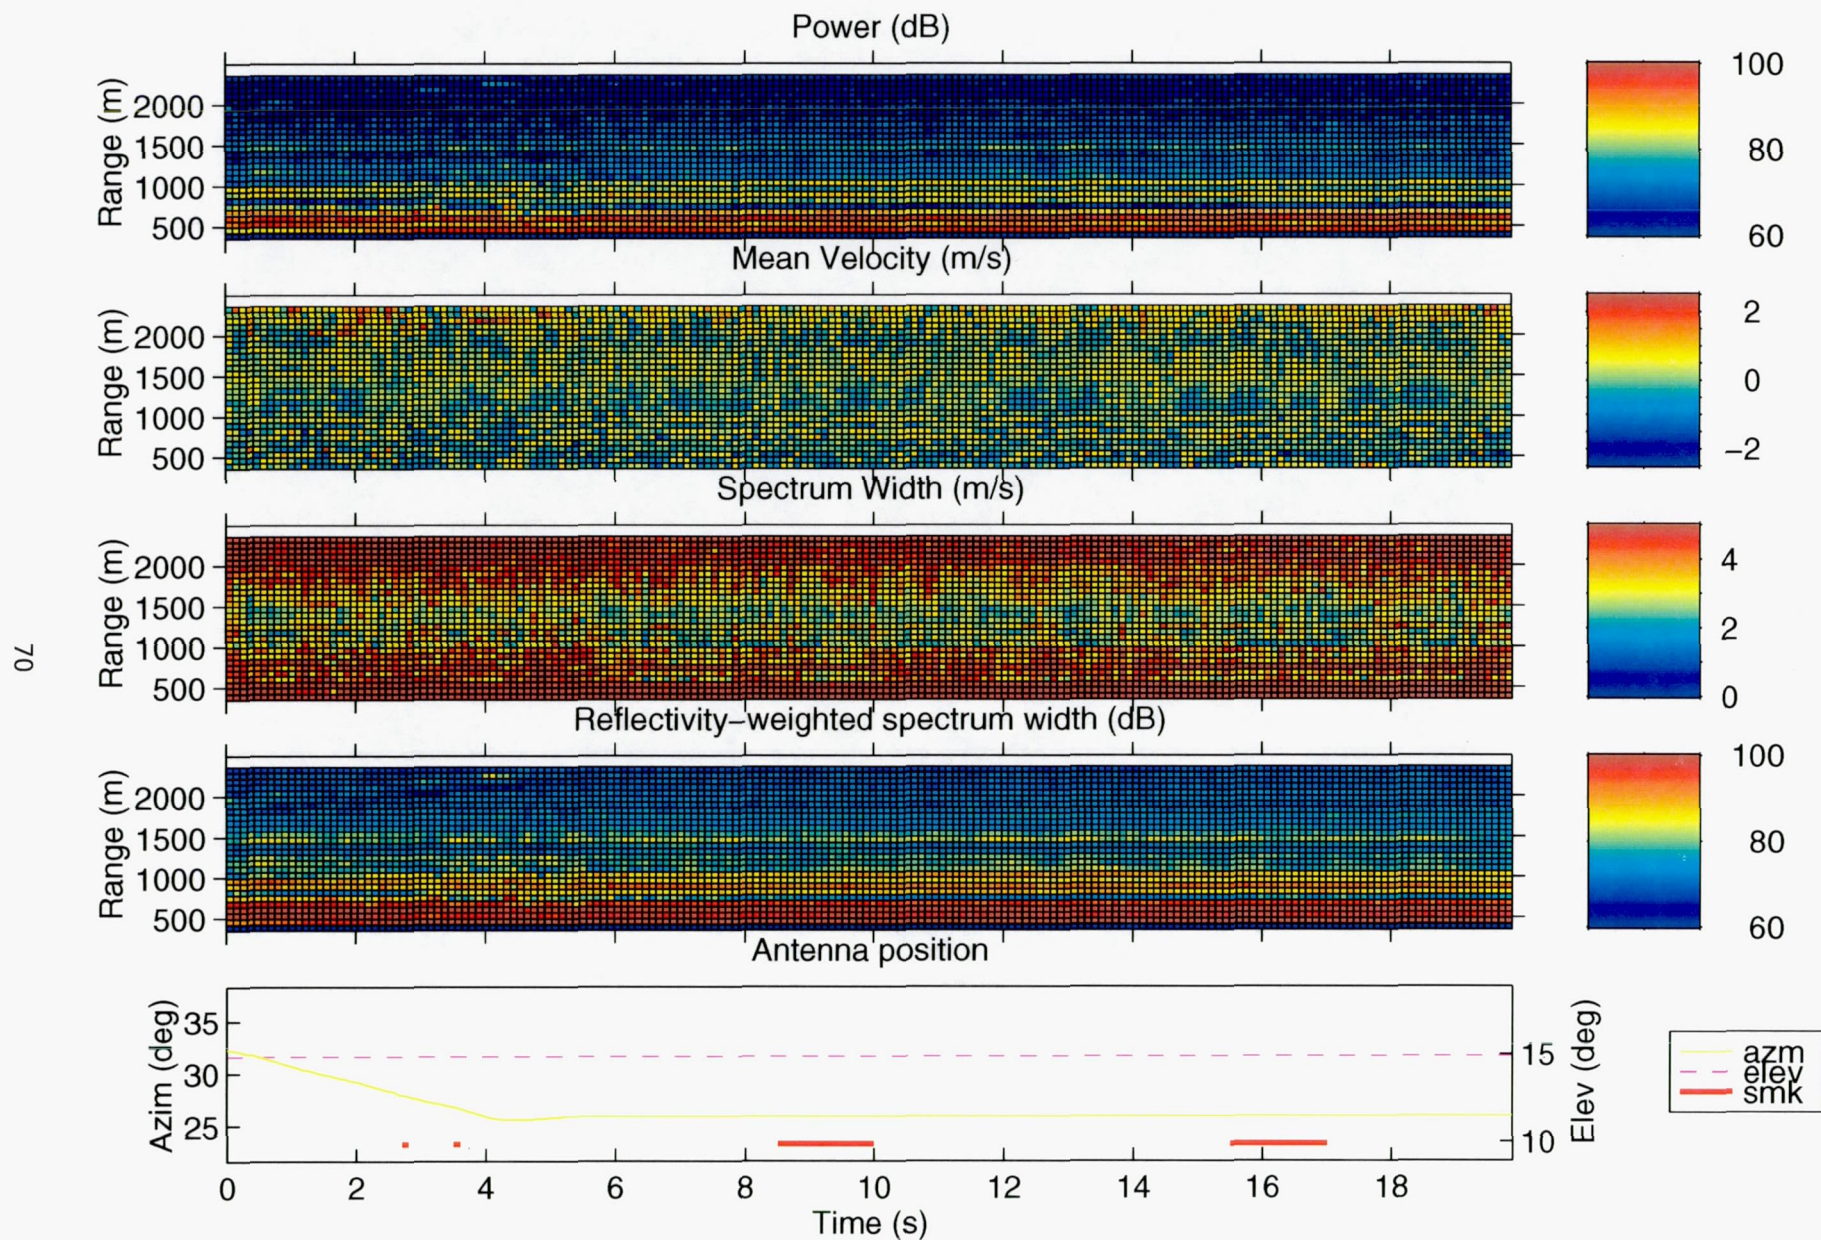 Power (dB)
Range (m)
2000
1500
1000
500
100
80
60
Mean Velocity (m/s)
Range (m)
2000
1500
1000
500
2
0
−2
Spectrum Width (m/s)
Range (m)
2000
1500
1000
500
4
2
0
Reflectivity−weighted spectrum width (dB)
Range (m)
2000
1500
1000
500
100
80
60
Antenna position
Azim (deg)
35
30
25
15
10
Elev (deg)
azm
elev
smk
0 2 4 6 8 10 12 14 16 18
Time (s)
70